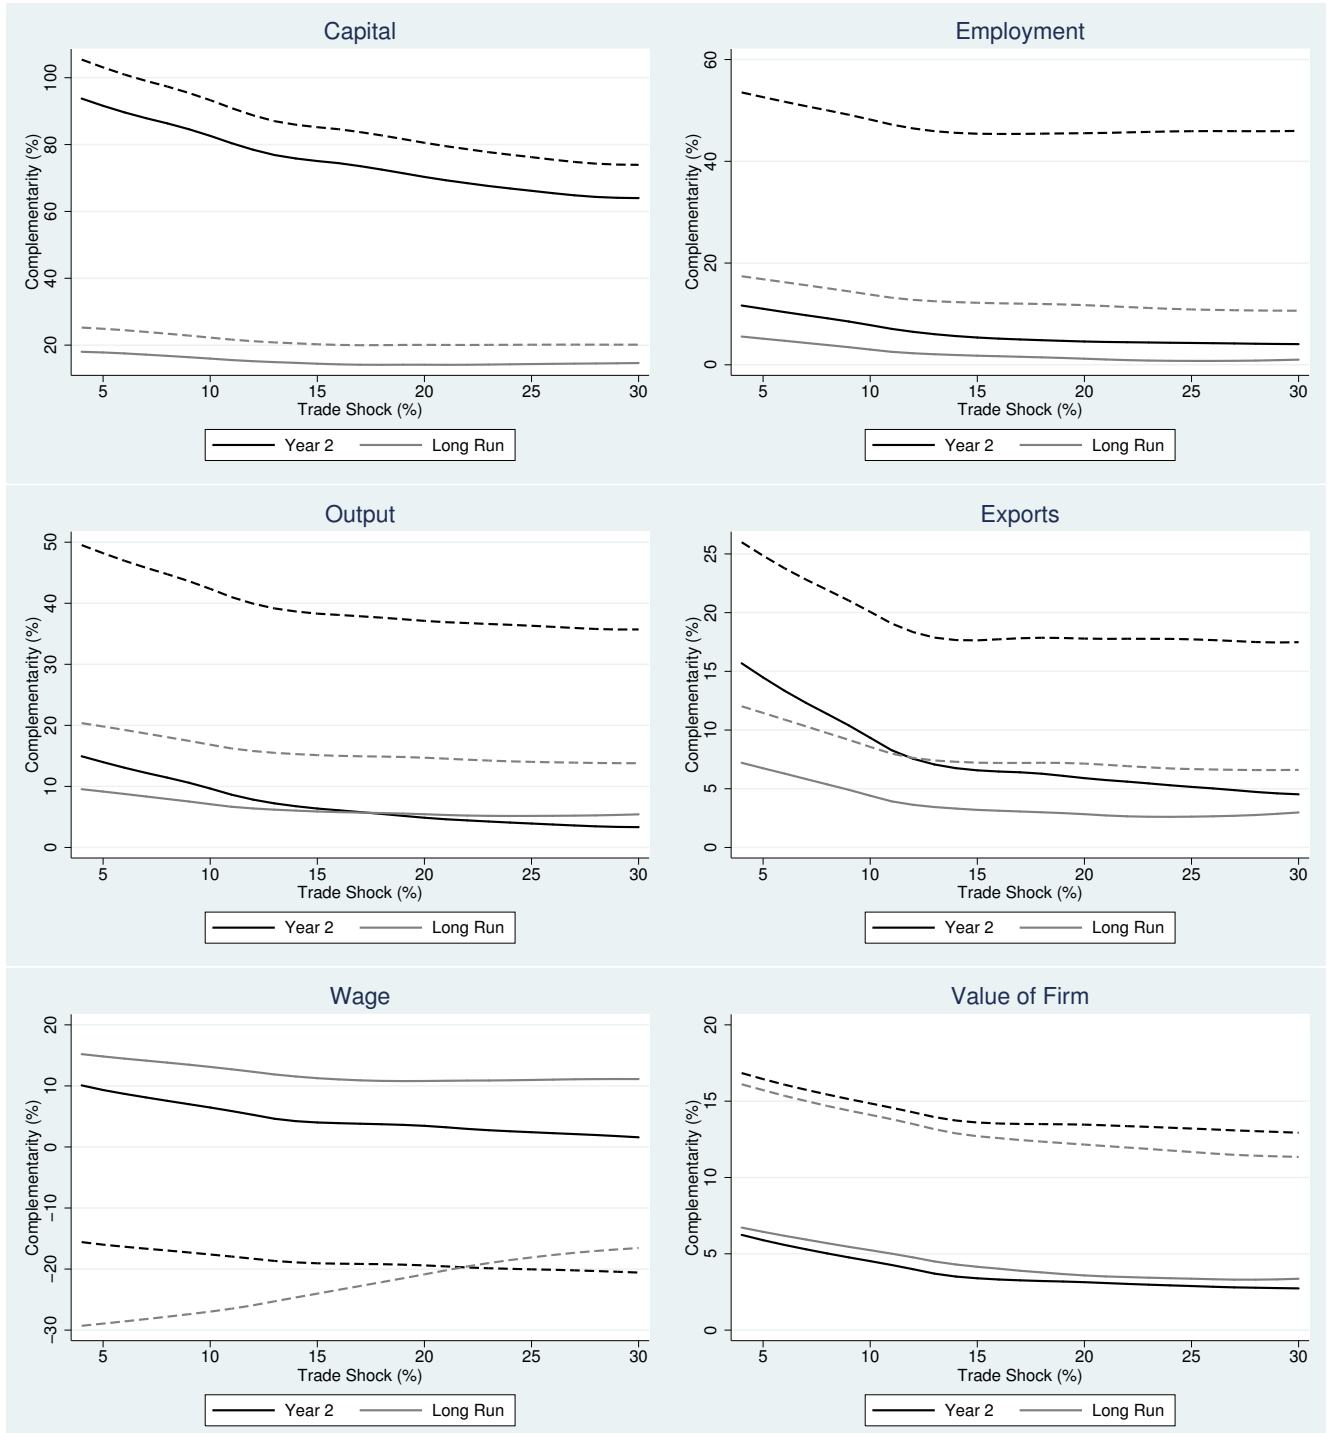 Capital
Complementarity (%)
100
80
60
40
20
5 10 15 20 25 30
Trade Shock (%)
Year 2 Long Run
Employment
Complementarity (%)
60
40
20
0
5 10 15 20 25 30
Trade Shock (%)
Year 2 Long Run
Output
Complementarity (%)
50
40
30
20
10
0
5 10 15 20 25 30
Trade Shock (%)
Year 2 Long Run
Exports
Complementarity (%)
25
20
15
10
5
0
5 10 15 20 25 30
Trade Shock (%)
Year 2 Long Run
Wage
Complementarity (%)
20
10
0
−10
−20
−30
5 10 15 20 25 30
Trade Shock (%)
Year 2 Long Run
Value of Firm
Complementarity (%)
20
15
10
5
0
5 10 15 20 25 30
Trade Shock (%)
Year 2 Long Run